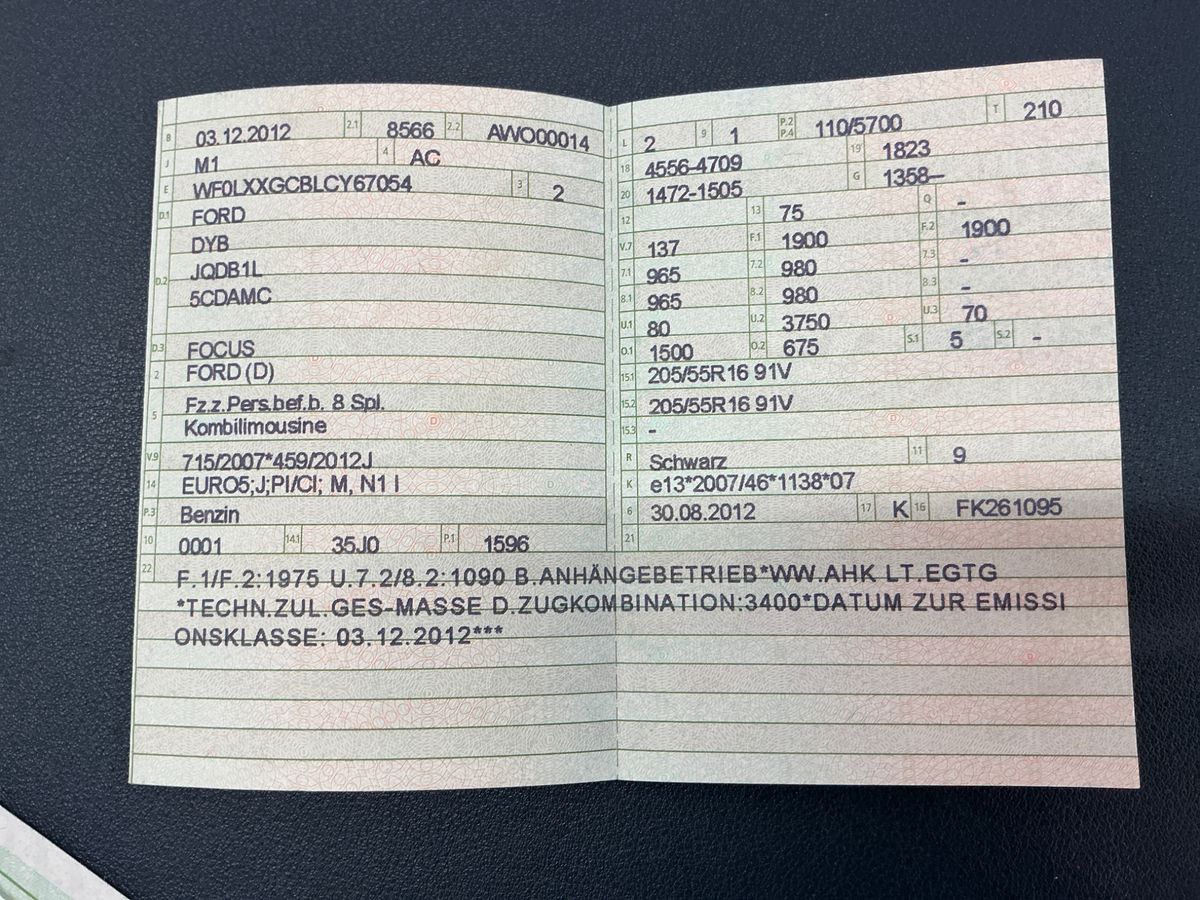 B 03.12.2012 2.1 8566 2.2 AWO00014
J M1 4 AC
E WF0LXXGCBLCY67054 3 2
D.1 FORD
DYB
D.2 JQDB1L
5CDAMC
D.3 FOCUS
2 FORD (D)
5 Fz.z.Pers.bef.b. 8 Spl.
Kombilimousine
V.9 715/2007*459/2012J
14 EURO5;J;PI/CI; M, N1 I
P.3 Benzin
10 0001 14.1 35J0 P.1 1596
L 2 9 1 P.2 P.4 110/5700 T 210
18 4556-4709 19 1823
20 1472-1505 G 1358--
12 13 75 Q -
V.7 137 F.1 1900 F.2 1900
7.1 965 7.2 980 7.3 -
8.1 965 8.2 980 8.3 -
U.1 80 U.2 3750 U.3 70
O.1 1500 O.2 675 S.1 5 S.2 -
15.1 205/55R16 91V
15.2 205/55R16 91V
15.3 -
R Schwarz 11 9
K e13*2007/46*1138*07
6 30.08.2012 17 K 16 FK261095
21
22 F.1/F.2:1975 U.7.2/8.2:1090 B.ANHÄNGEBETRIEB*WW.AHK LT.EGTG
*TECHN.ZUL.GES-MASSE D.ZUGKOMBINATION:3400*DATUM ZUR EMISSI
ONSKLASSE: 03.12.2012***